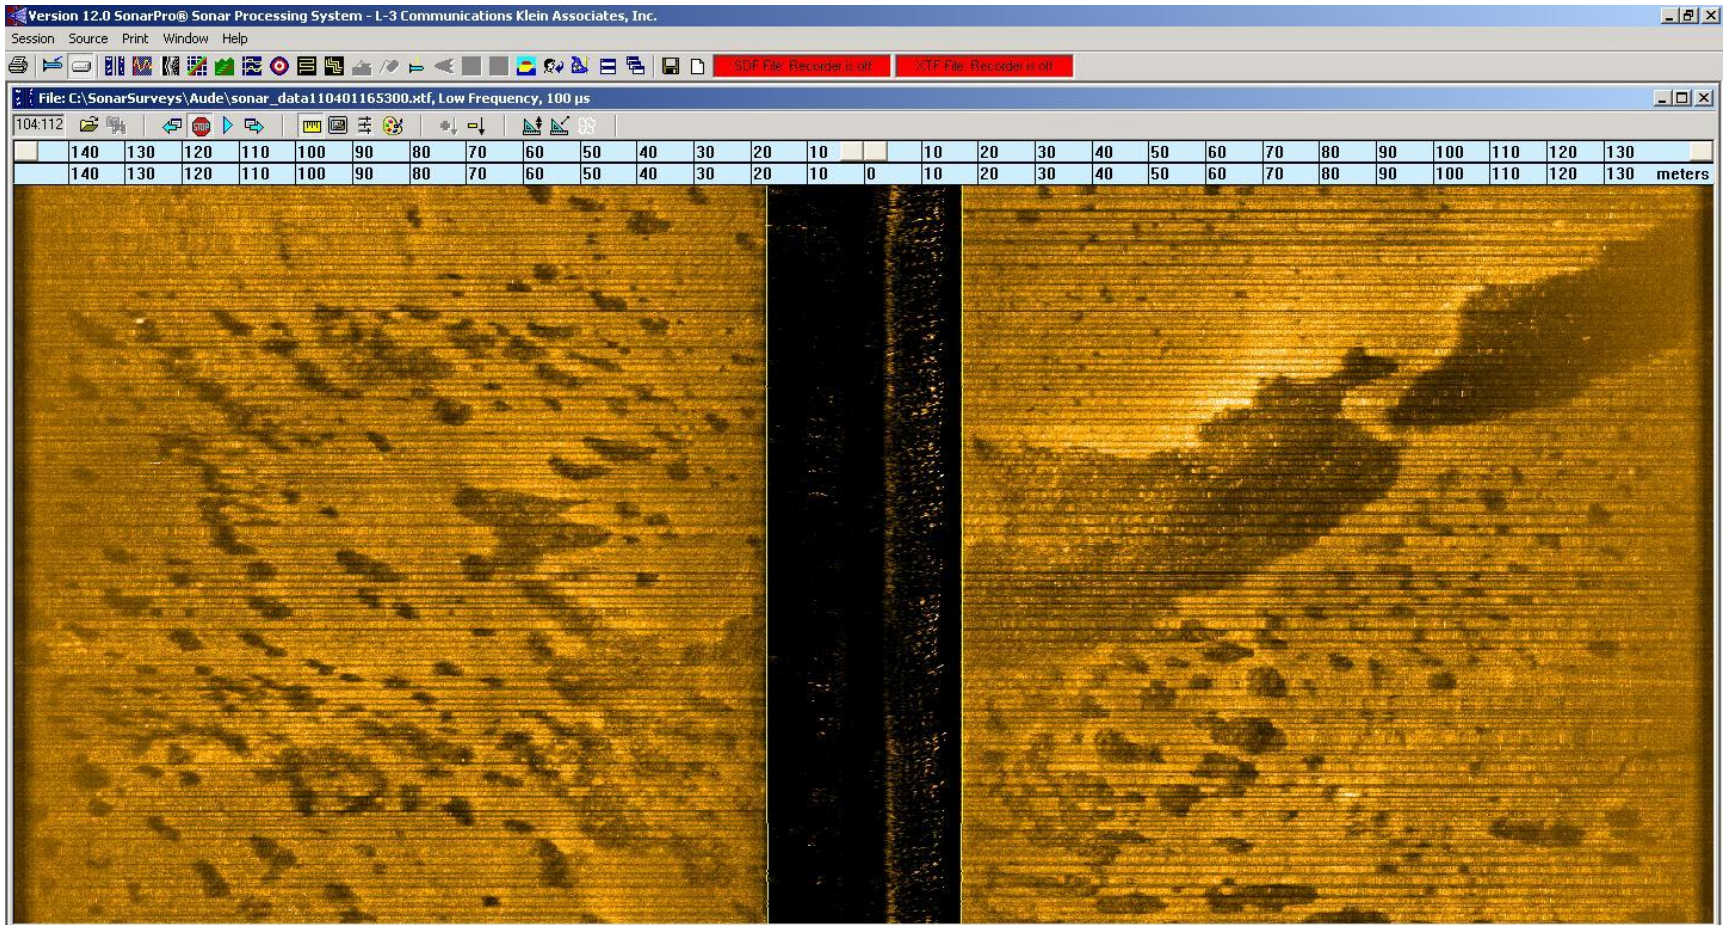 Version 12.0 SonarPro® Sonar Processing System - L-3 Communications Klein Associates, Inc.
Session Source Print Window Help
SDF File: Recorder is off XTF File: Recorder is off
File: C:\SonarSurveys\Aude\sonar_data110401165300.xtf, Low Frequency, 100 µs
104:112 STOP
140 130 120 110 100 90 80 70 60 50 40 30 20 10 10 20 30 40 50 60 70 80 90 100 110 120 130
140 130 120 110 100 90 80 70 60 50 40 30 20 10 0 10 20 30 40 50 60 70 80 90 100 110 120 130 meters